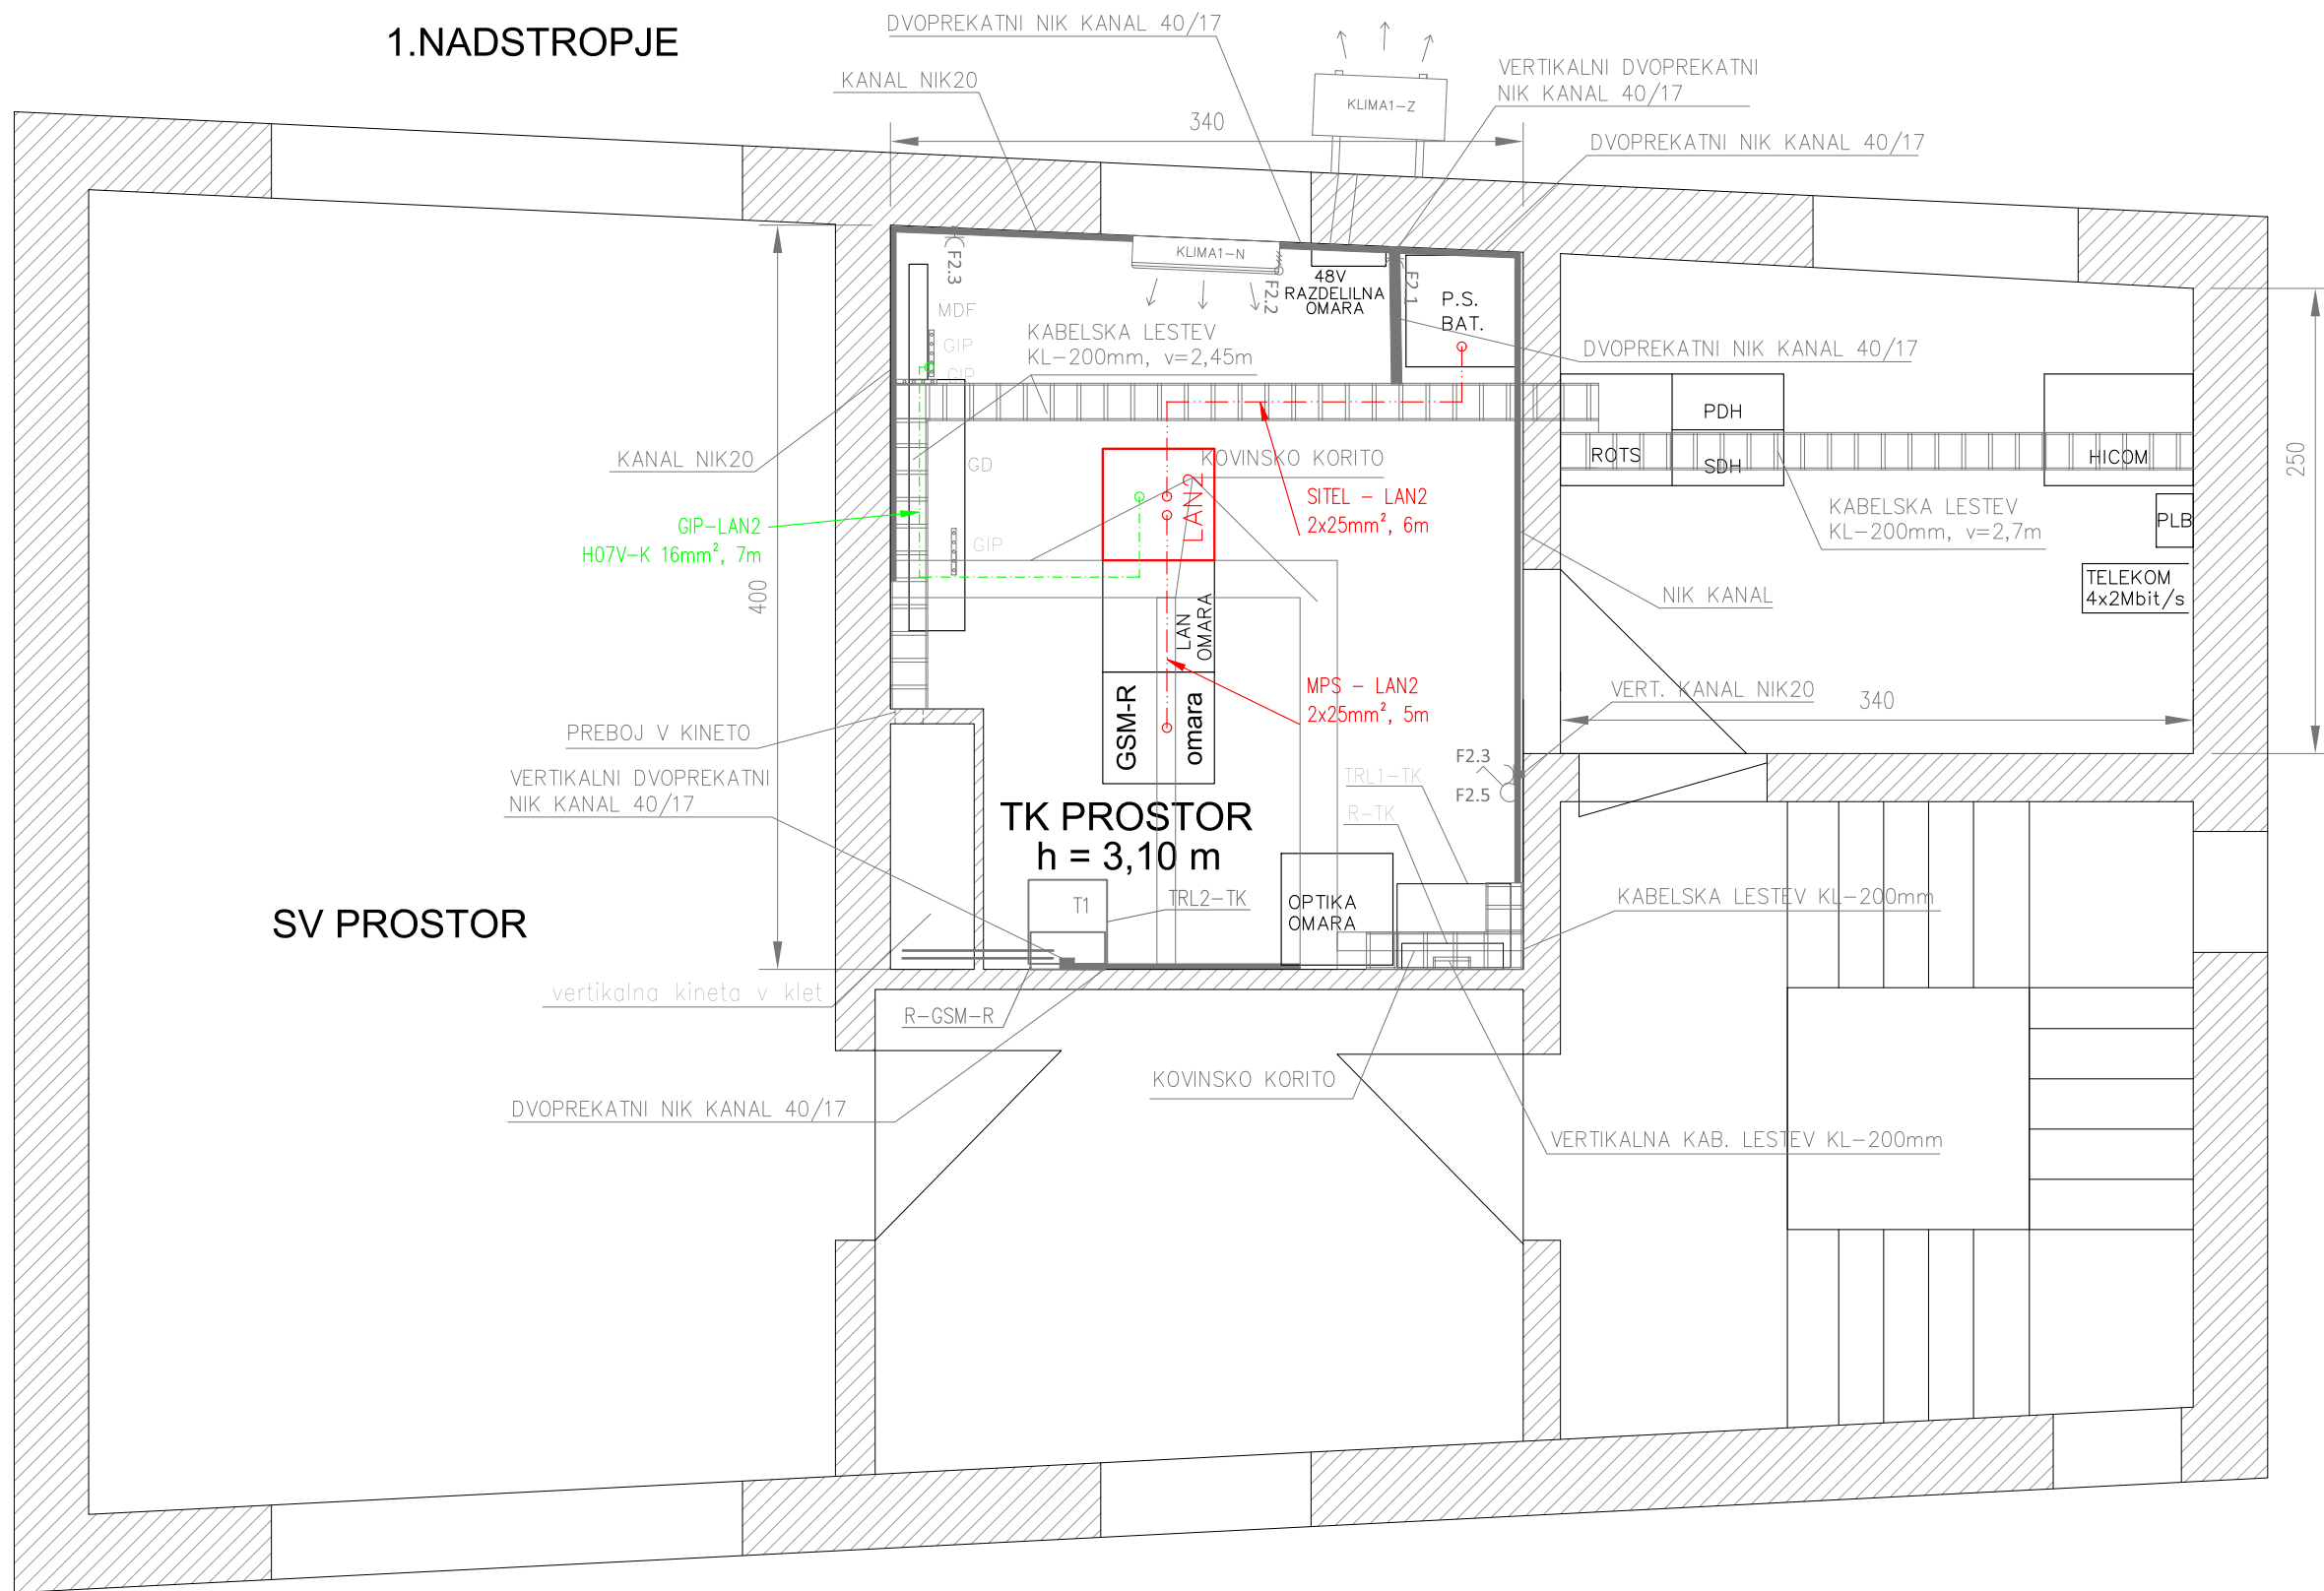 1.NADSTROPJE
DVOPREKATNI NIK KANAL 40/17
KANAL NIK20
KLIMA1-Z
VERTIKALNI DVOPREKATNI
NIK KANAL 40/17
340
DVOPREKATNI NIK KANAL 40/17
KLIMA1-N
F2.3
F2.2
48V
RAZDELILNA
OMARA
F2.1
P.S.
BAT.
MDF
GIP
GIP
KABELSKA LESTEV
KL-200mm, v=2,45m
DVOPREKATNI NIK KANAL 40/17
KANAL NIK20
GD
KOVINSKO KORITO
LAN2
SITEL - LAN2
2x25mm², 6m
GIP-LAN2
H07V-K 16mm², 7m
GIP
400
PDH
ROTS
SDH
HICOM
250
KABELSKA LESTEV
KL-200mm, v=2,7m
PLB
TELEKOM
4x2Mbit/s
NIK KANAL
LAN
OMARA
GSM-R
omara
MPS - LAN2
2x25mm², 5m
VERT. KANAL NIK20
340
PREBOJ V KINETO
VERTIKALNI DVOPREKATNI
NIK KANAL 40/17
F2.3
F2.5
TRL1-TK
R-TK
TK PROSTOR
h = 3,10 m
SV PROSTOR
T1
TRL2-TK
OPTIKA
OMARA
KABELSKA LESTEV KL-200mm
vertikalna kineta v klet
R-GSM-R
KOVINSKO KORITO
DVOPREKATNI NIK KANAL 40/17
VERTIKALNA KAB. LESTEV KL-200mm